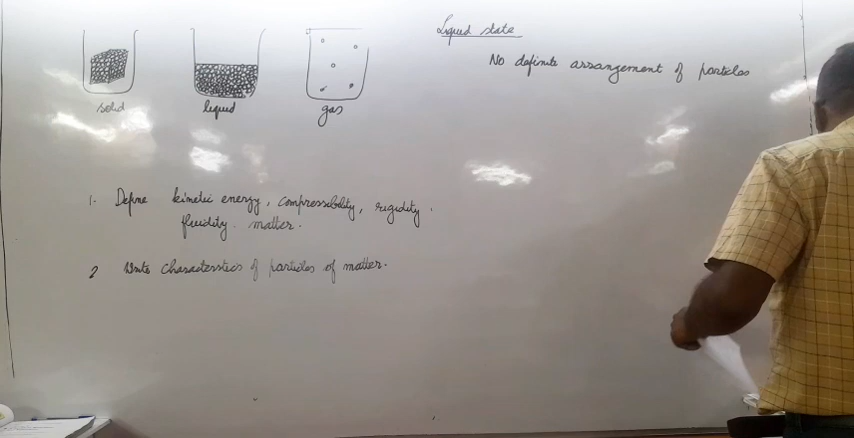 solid
liquid
gas
Liquid state
No definite arrangement of particles
1. Define kinetic energy, compressibility, rigidity.
fluidity. matter.
2 Write characterstics of particles of matter.